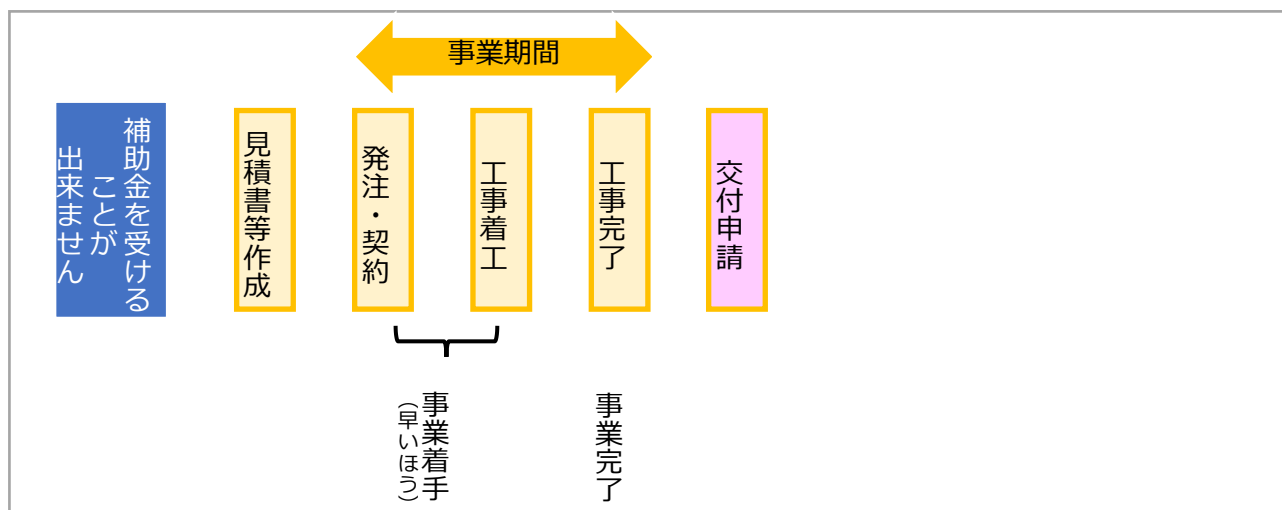 事業期間
補助金を受ける
ことが
出来ません
見積書等作成
発注・契約
工事着工
工事完了
交付申請
事業着手
(早いほう)
事業完了